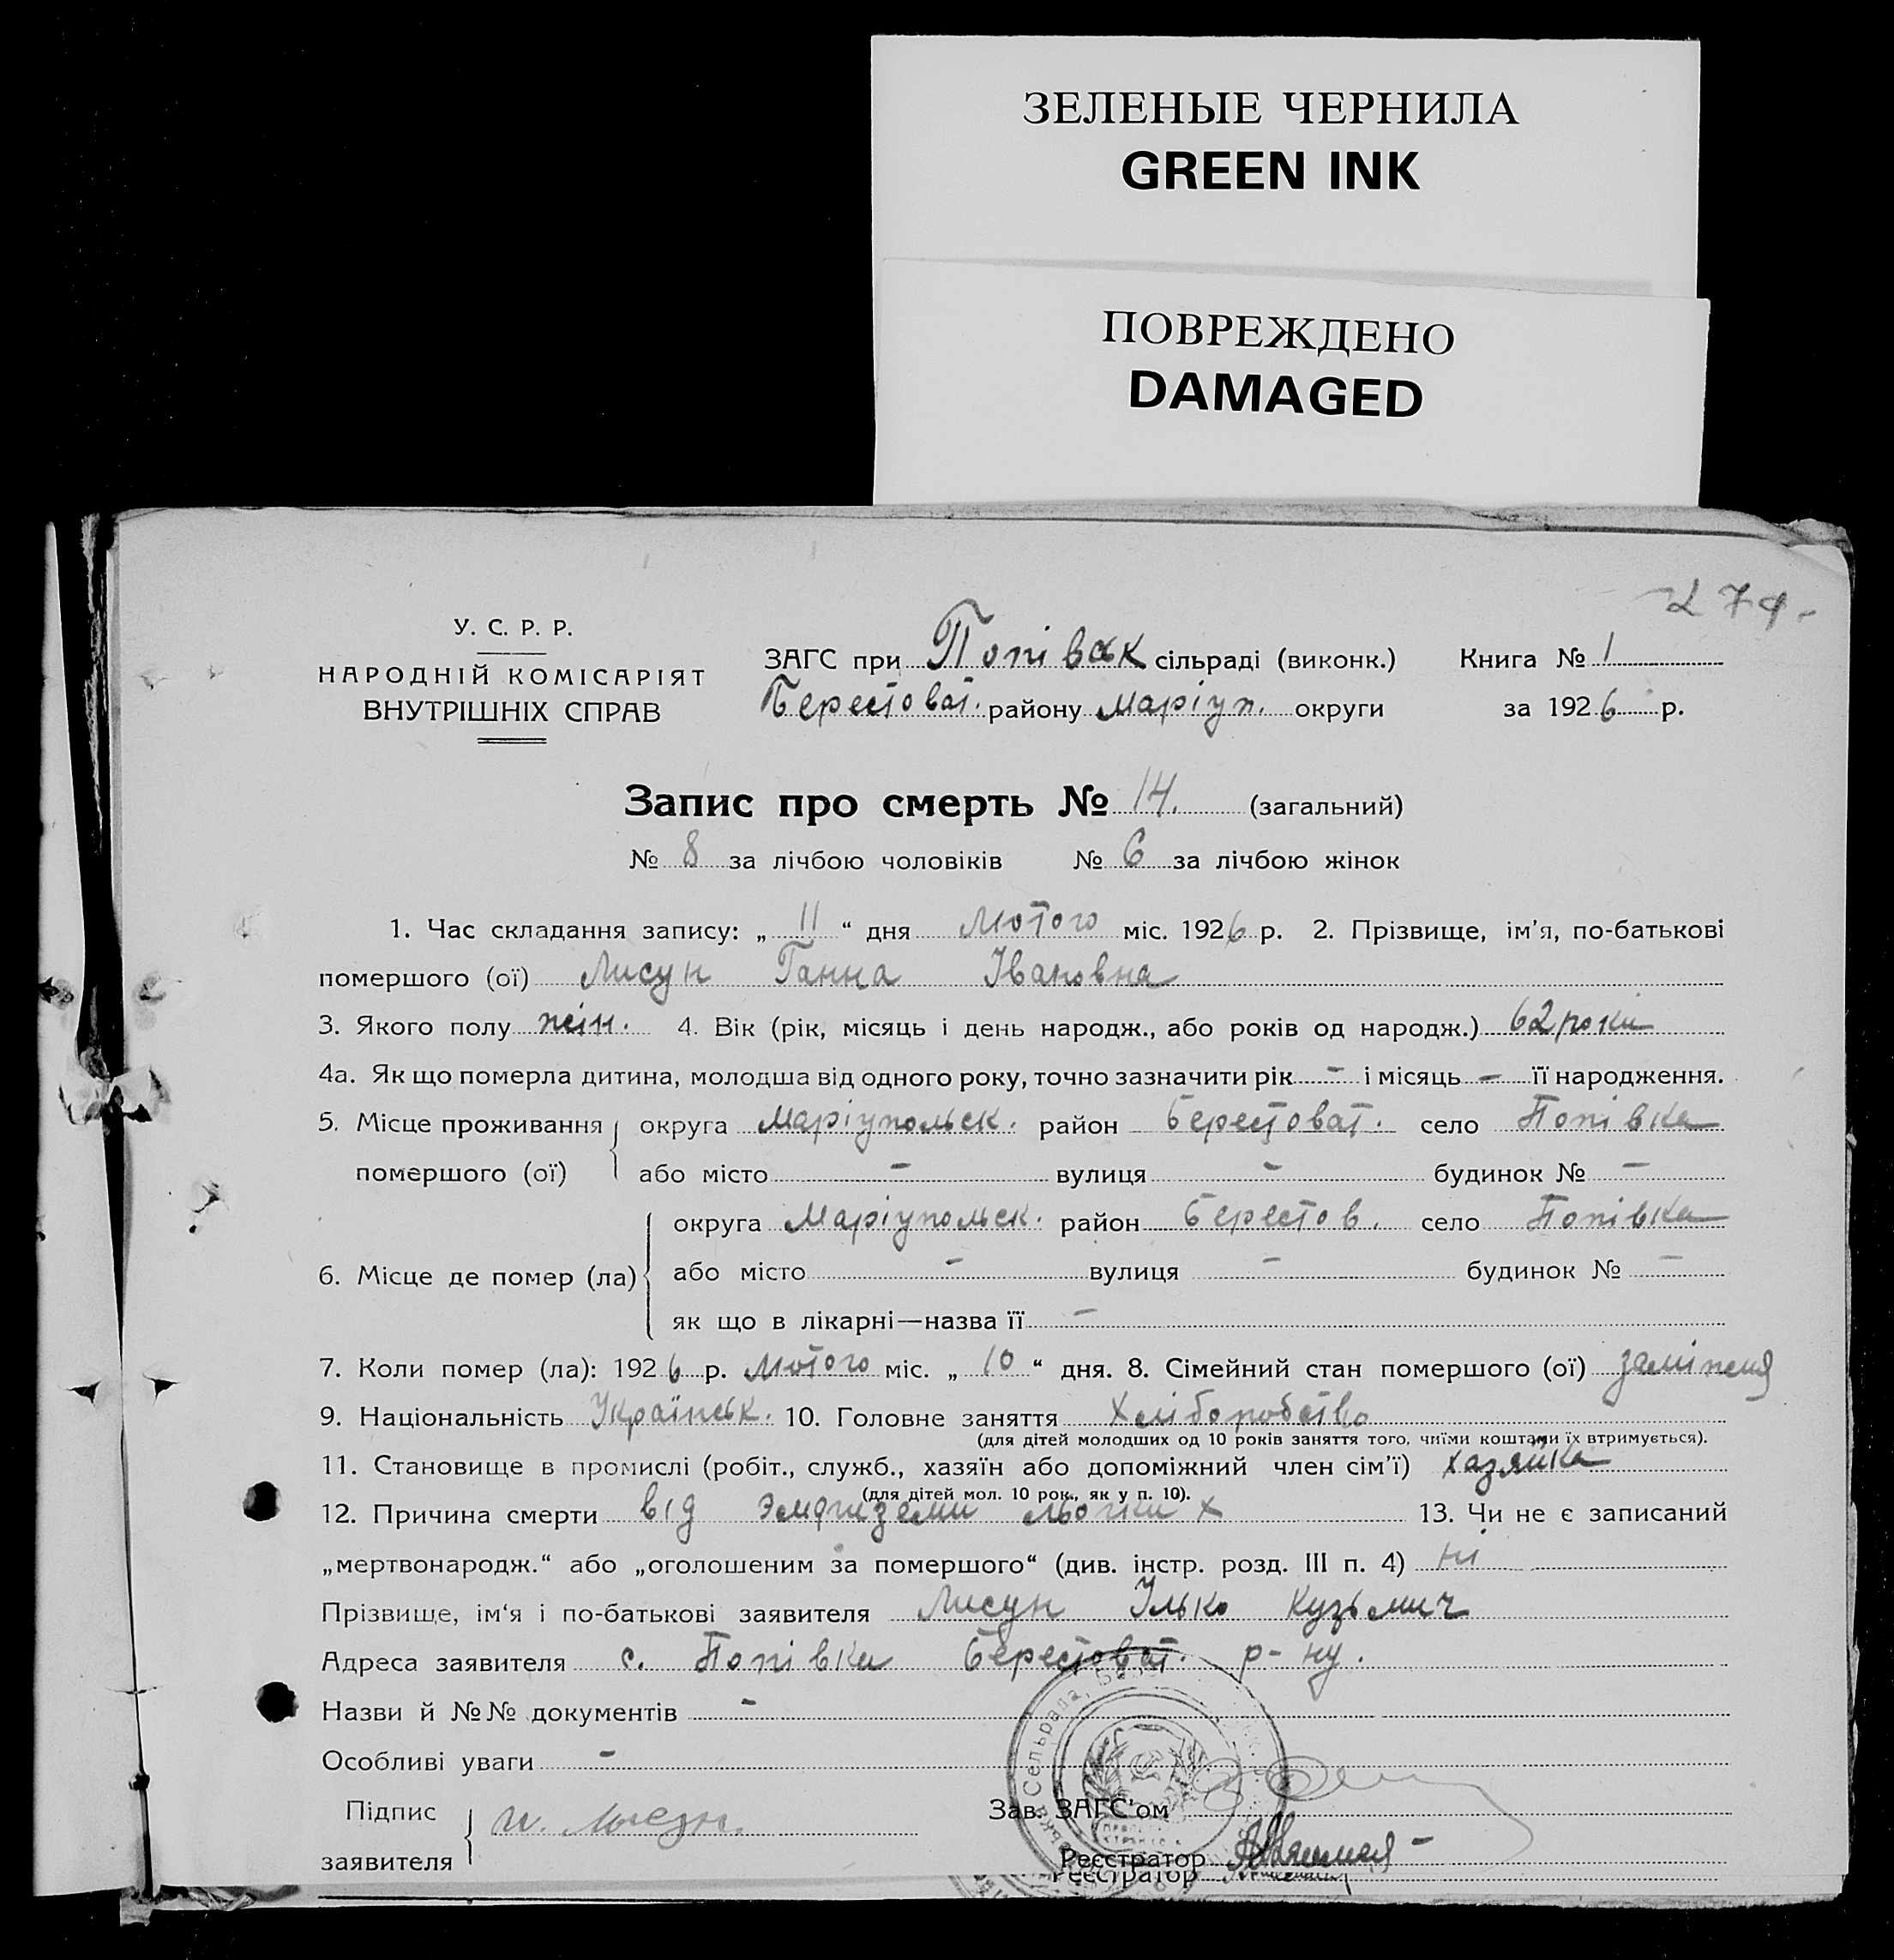 ЗЕЛЕНЫЕ ЧЕРНИЛА
GREEN INK
ПОВРЕЖДЕНО
DAMAGED
У. С. Р. Р.
НАРОДНІЙ КОМІСАРІЯТ
ВНУТРІШНІХ СПРАВ
ЗАГС при Попівськ сільраді (виконк.) Книга № 1
Берестоват. району Маріуп. округи за 1926 р.
Запис про смерть № 14. (загальний)
№ 8 за лічбою чоловіків № 6 за лічбою жінок
1. Час складання запису: „ 11 “ дня Лютого міс. 1926 р. 2. Прізвище, ім'я, по-батькові
помершого (ої) Лисун Ганна Івановна
3. Якого полу жін. 4. Вік (рік, місяць і день народж., або років од народж.) 62 роки
4а. Як що померла дитина, молодша від одного року, точно зазначити рік - і місяць - її народження.
5. Місце проживання округа Маріупольск. район Берестоват. село Попівка
помершого (ої) або місто - вулиця - будинок № -
округа Маріупольск. район Берестов. село Попівка
6. Місце де помер (ла) або місто - вулиця - будинок № -
як що в лікарні—назва її -
7. Коли помер (ла): 1926 р. Лютого міс. „ 10 “ дня. 8. Сімейний стан помершого (ої) заміжня
9. Національність Українськ. 10. Головне заняття Хліборобство
(для дітей молодших од 10 років заняття того, чиїми коштами їх втримується).
11. Становище в промислі (робіт., служб., хазяїн або допоміжний член сім'ї) хазяйка
(для дітей мол. 10 рок., як у п. 10).
12. Причина смерти від эмфиземи 13. Чи не є записаний
„мертвонародж.“ або „оголошеним за помершого“ (див. інстр. розд. III п. 4) ні
Прізвище, ім'я і по-батькові заявителя Лисун Ілько Кузьмич
Адреса заявителя с. Попівки Берестоват. р-ну.
Назви й №№ документів -
Особливі уваги -
Підпис
заявителя
Зав. ЗАГС'ом
Реєстратор
Реєстратор